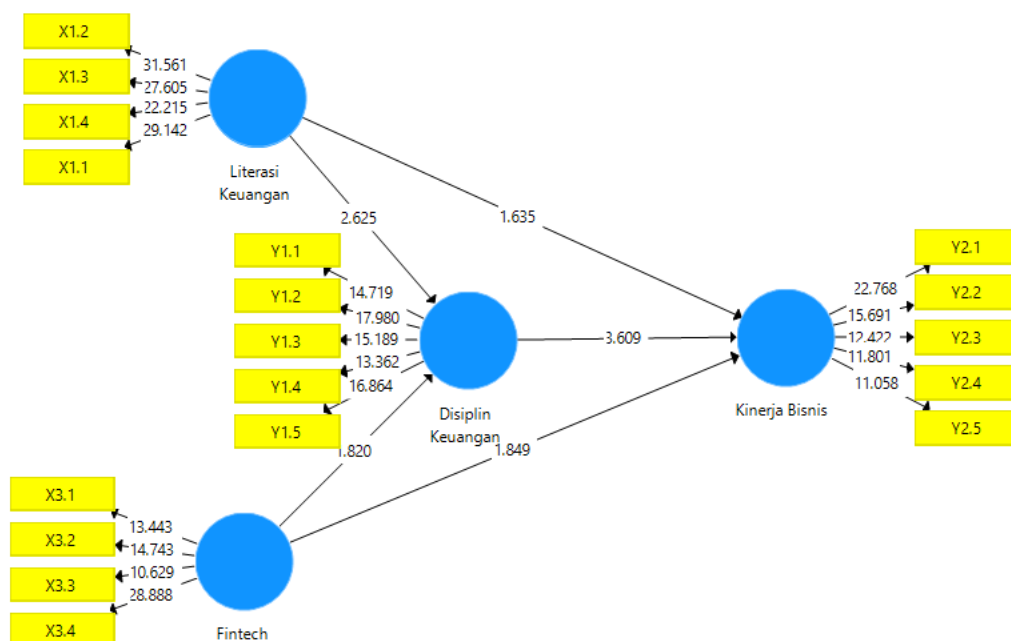 X1.2
X1.3
X1.4
X1.1
31.561
27.605
22.215
29.142
Literasi
Keuangan
2.625
1.635
Y1.1
Y1.2
Y1.3
Y1.4
Y1.5
14.719
17.980
15.189
13.362
16.864
Disiplin
Keuangan
3.609
1.820
1.849
Kinerja Bisnis
22.768
15.691
12.422
11.801
11.058
Y2.1
Y2.2
Y2.3
Y2.4
Y2.5
X3.1
X3.2
X3.3
X3.4
13.443
14.743
10.629
28.888
Fintech